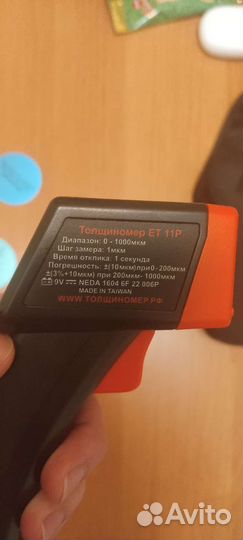 Толщиномер ET 11P
Диапазон: 0 - 1000мкм
Шаг замера: 1мкм
Время отклика: 1 секунда
Погрешность: ±(10мкм)при0-200мкм
±(3%+10мкм) при 200мкм- 1000мкм
9V NEDA 1604 6F 22 006P
MADE IN TAIWAN
WWW.ТОЛЩИНОМЕР.РФ
Avito